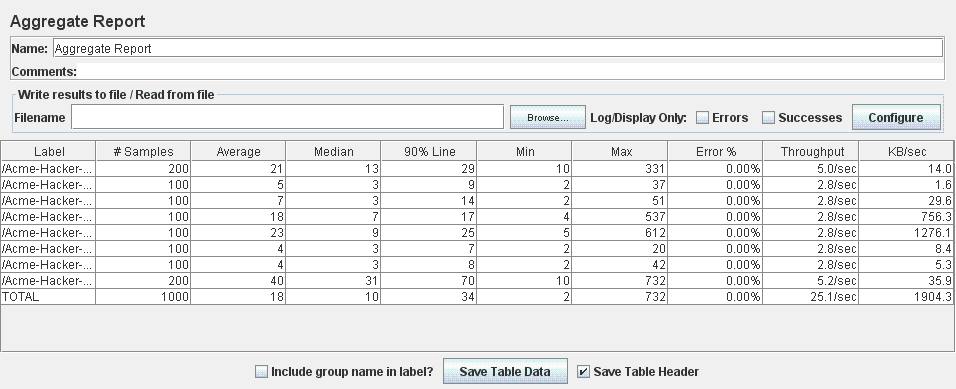 Aggregate Report
Name: Aggregate Report
Comments:
Write results to file / Read from file
Filename Browse... Log/Display Only: Errors Successes Configure
Label # Samples Average Median 90% Line Min Max Error % Throughput KB/sec
/Acme-Hacker-... 200 21 13 29 10 331 0.00% 5.0/sec 14.0
/Acme-Hacker-... 100 5 3 9 2 37 0.00% 2.8/sec 1.6
/Acme-Hacker-... 100 7 3 14 2 51 0.00% 2.8/sec 29.6
/Acme-Hacker-... 100 18 7 17 4 537 0.00% 2.8/sec 756.3
/Acme-Hacker-... 100 23 9 25 5 612 0.00% 2.8/sec 1276.1
/Acme-Hacker-... 100 4 3 7 2 20 0.00% 2.8/sec 8.4
/Acme-Hacker-... 100 4 3 8 2 42 0.00% 2.8/sec 5.3
/Acme-Hacker-... 200 40 31 70 10 732 0.00% 5.2/sec 35.9
TOTAL 1000 18 10 34 2 732 0.00% 25.1/sec 1904.3
Include group name in label? Save Table Data Save Table Header